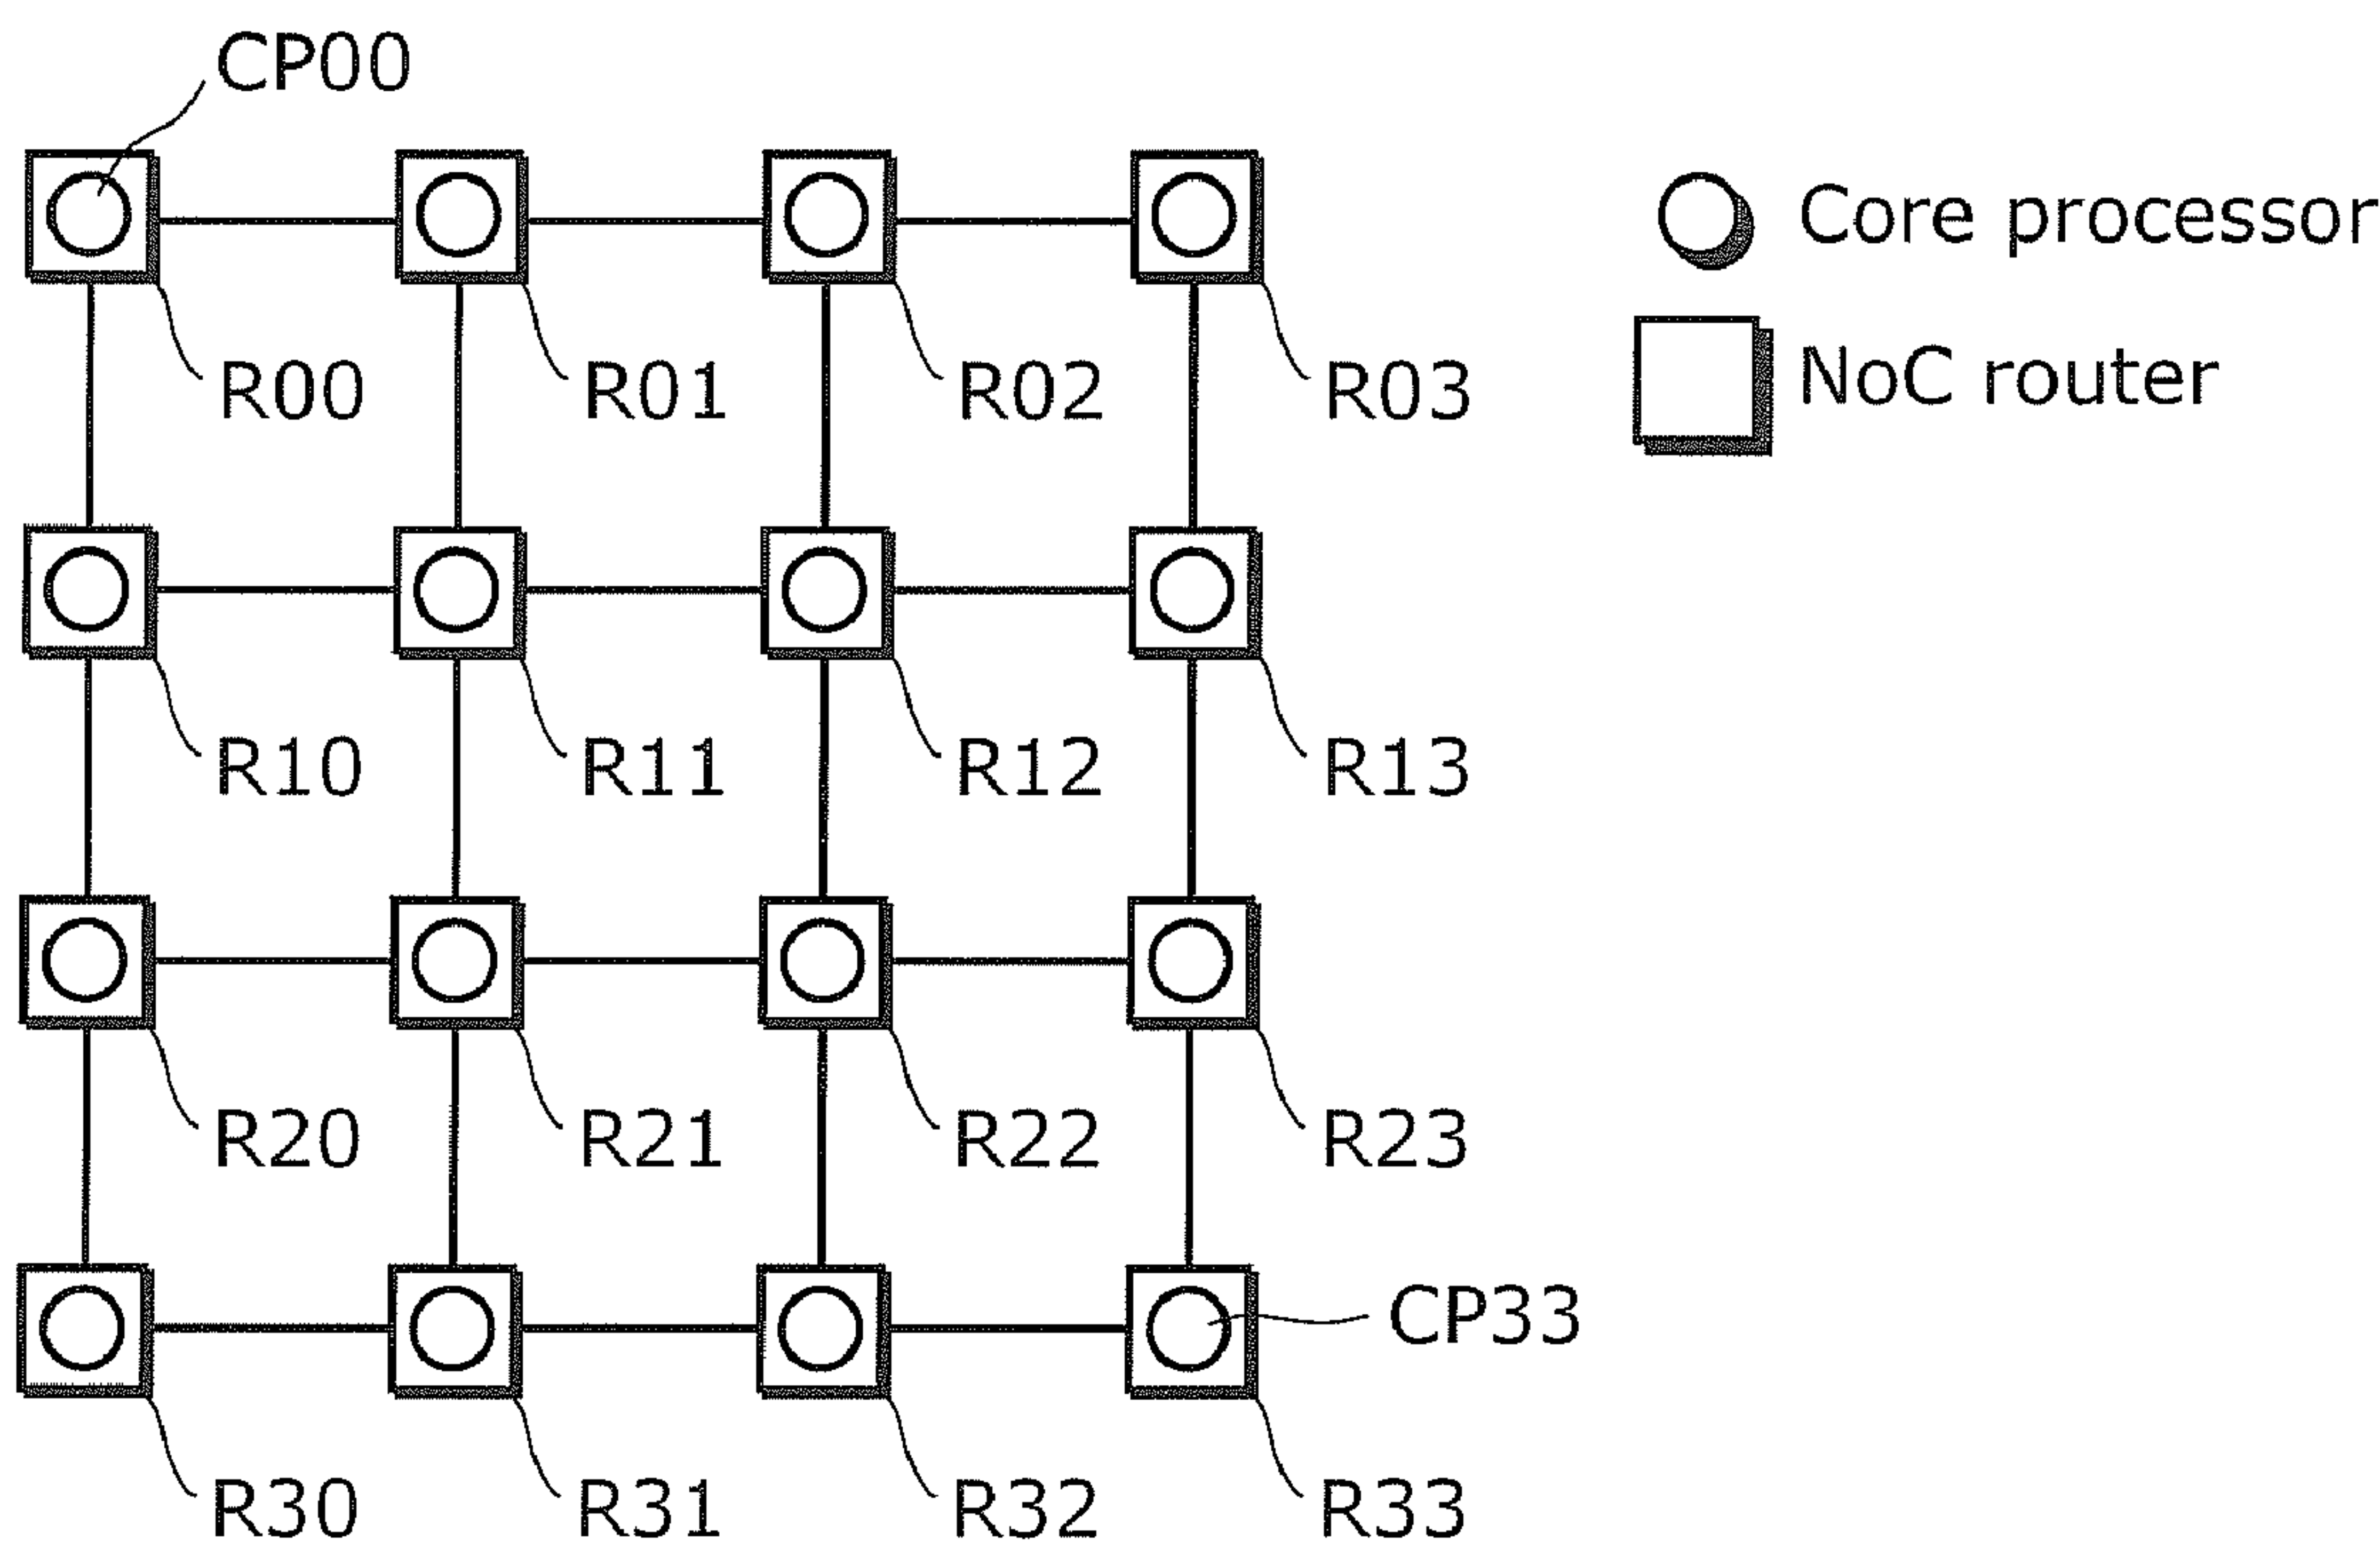 CP00
Core processor
NoC router
R00
R01
R02
R03
R10
R11
R12
R13
R20
R21
R22
R23
CP33
R30
R31
R32
R33